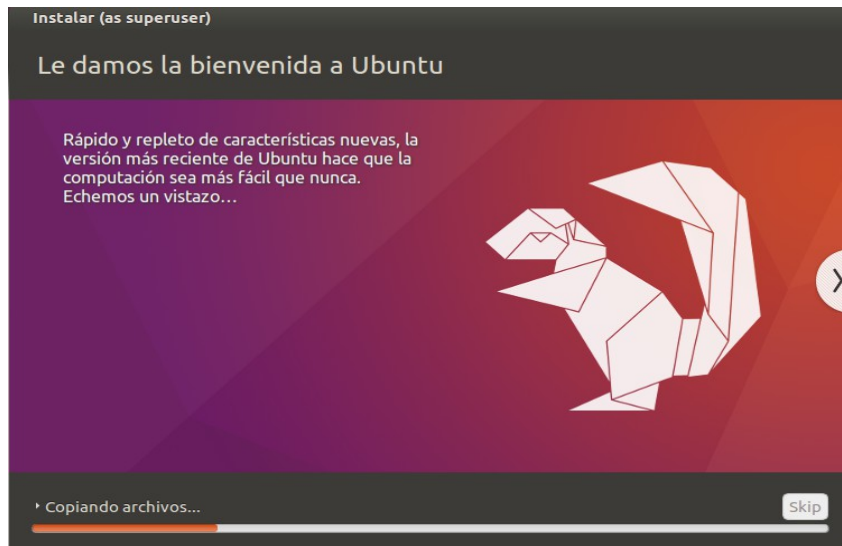 Instalar (as superuser)
Le damos la bienvenida a Ubuntu
Rápido y repleto de características nuevas, la
versión más reciente de Ubuntu hace que la
computación sea más fácil que nunca.
Echemos un vistazo…
Copiando archivos...
Skip